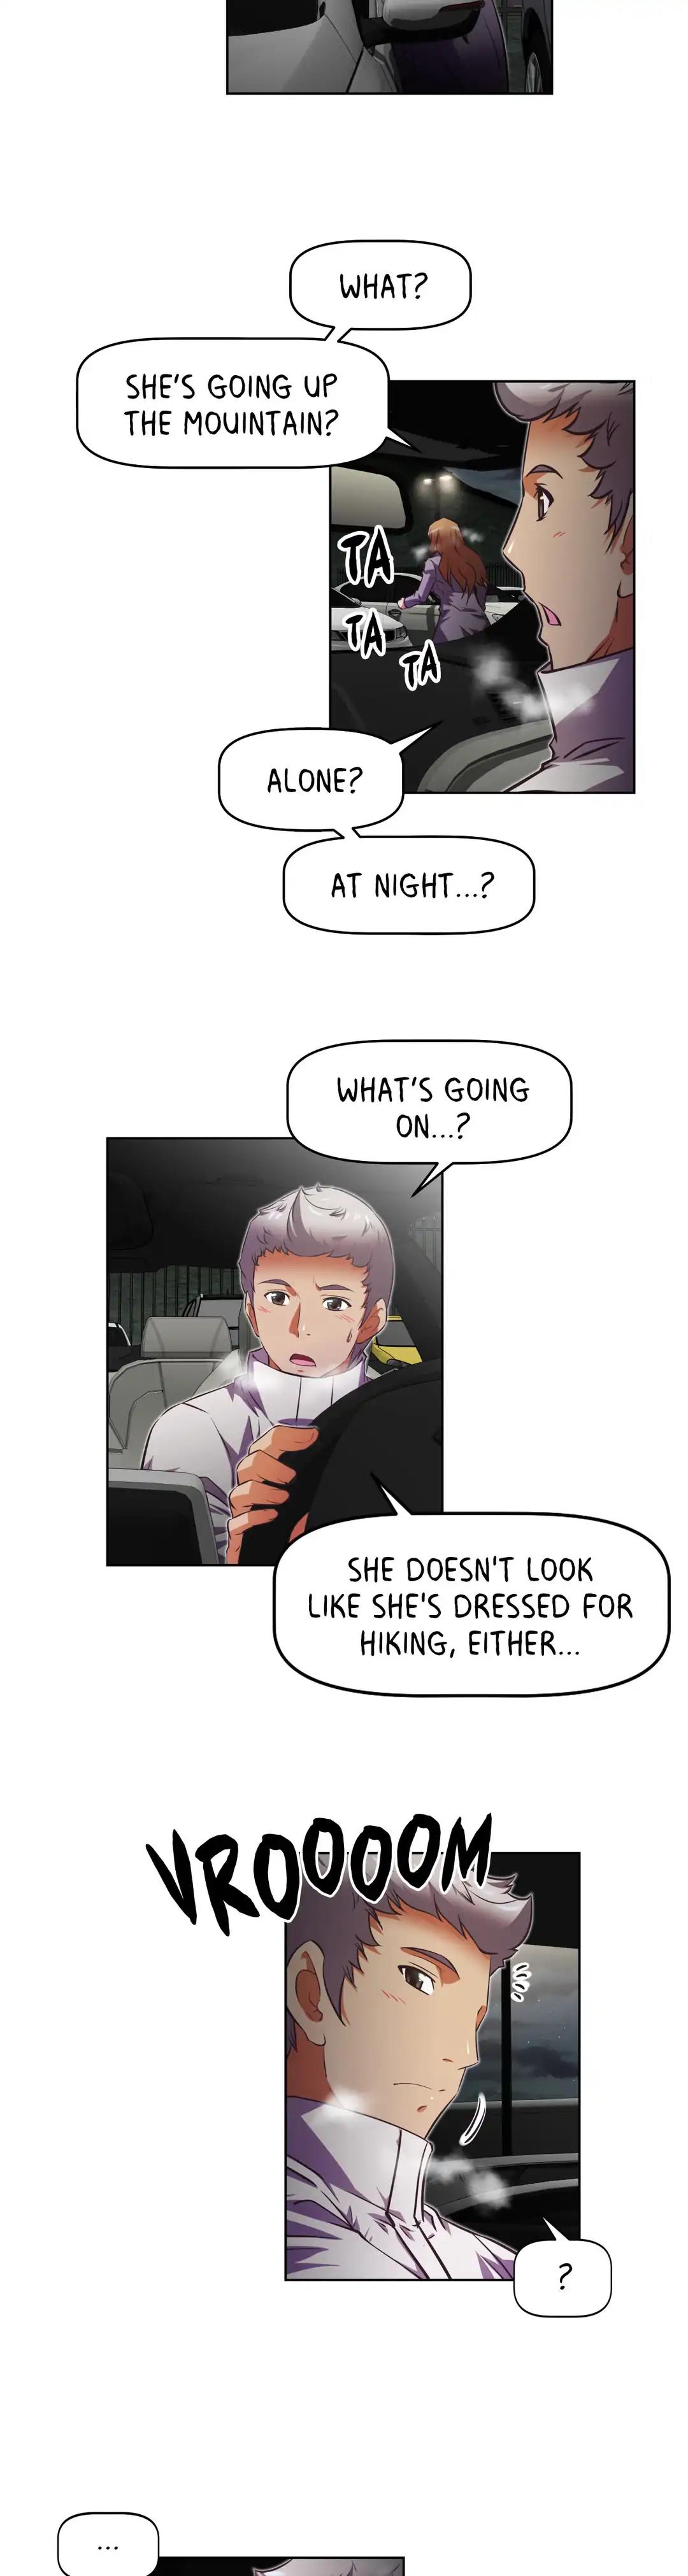 WHAT?
SHE'S GOING UP
THE MOUINTAIN?
TA
TA
TA
ALONE?
AT NIGHT...?
WHAT'S GOING
ON...?
SHE DOESN'T LOOK
LIKE SHE'S DRESSED FOR
HIKING, EITHER...
VROOOOM
?
...